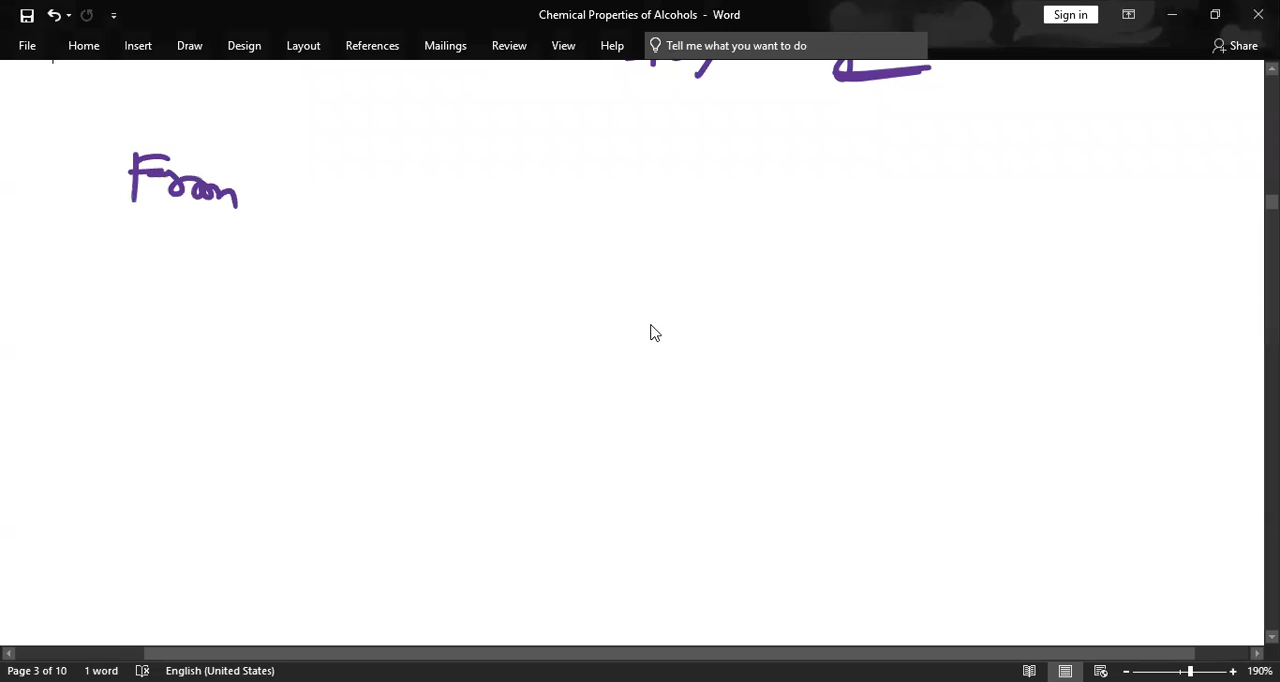 Chemical Properties of Alcohols - Word
Sign in
File Home Insert Draw Design Layout References Mailings Review View Help Tell me what you want to do Share
From
Page 3 of 10 1 word English (United States) 190%